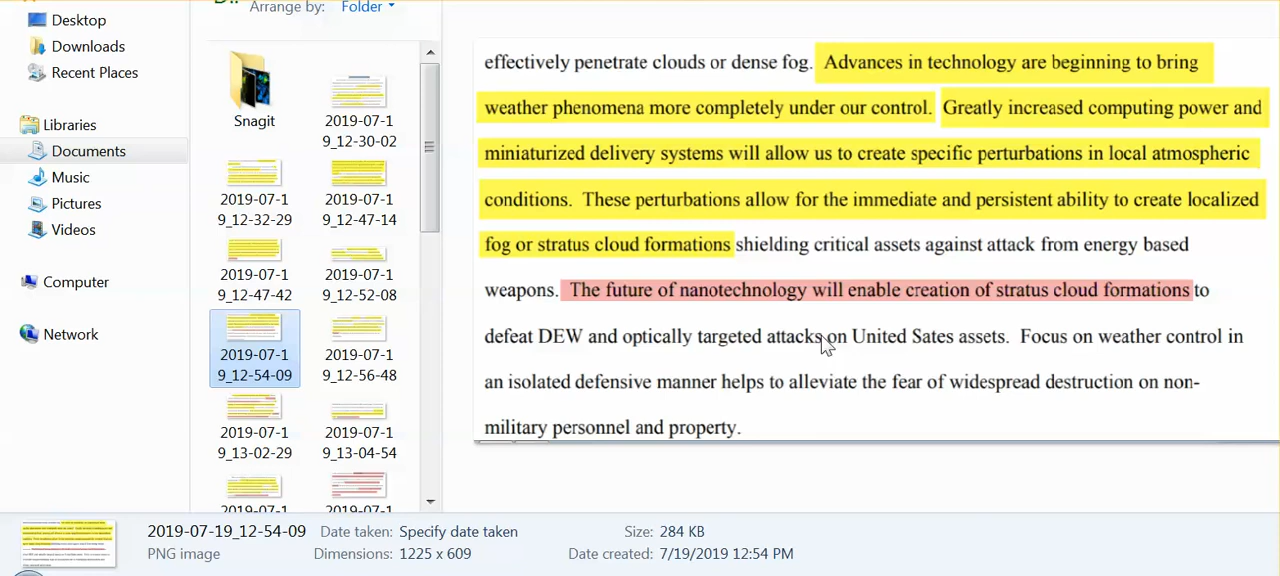 Arrange by: Folder
Desktop
Downloads
Recent Places
Libraries
Documents
Music
Pictures
Videos
Computer
Network
Snagit
2019-07-1
9_12-30-02
2019-07-1
9_12-32-29
2019-07-1
9_12-47-14
2019-07-1
9_12-47-42
2019-07-1
9_12-52-08
2019-07-1
9_12-54-09
2019-07-1
9_12-56-48
2019-07-1
9_13-02-29
2019-07-1
9_13-04-54
2019-07-1
2019-07-1
effectively penetrate clouds or dense fog. Advances in technology are beginning to bring
weather phenomena more completely under our control. Greatly increased computing power and
miniaturized delivery systems will allow us to create specific perturbations in local atmospheric
conditions. These perturbations allow for the immediate and persistent ability to create localized
fog or stratus cloud formations shielding critical assets against attack from energy based
weapons. The future of nanotechnology will enable creation of stratus cloud formations to
defeat DEW and optically targeted attacks on United Sates assets. Focus on weather control in
an isolated defensive manner helps to alleviate the fear of widespread destruction on non-
military personnel and property.
2019-07-19_12-54-09 Date taken: Specify date taken Size: 284 KB
PNG image Dimensions: 1225 x 609 Date created: 7/19/2019 12:54 PM